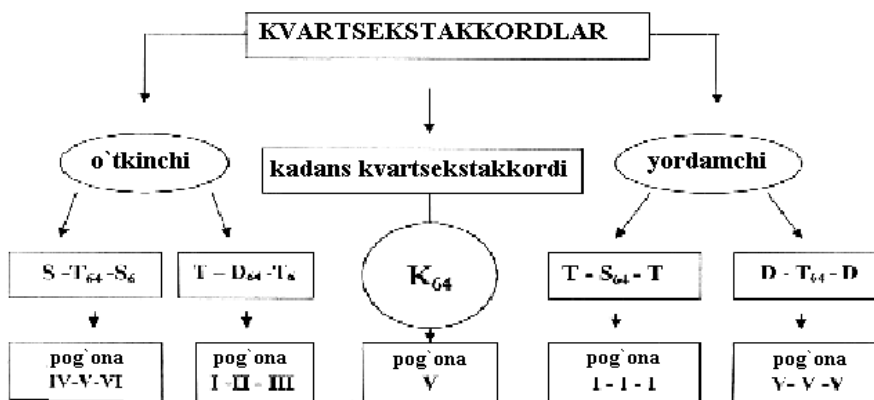 KVARTSEKSTAKKORDLAR
o`tkinchi
kadans kvartsekstakkordi
yordamchi
S -T₆₄ -S₆
T - D₆₄ -T₆
K₆₄
T - S₆₄ - T
D - T₆₄ - D
pog`ona
IV-V-VI
pog`ona
I -II - III
pog`ona
V
pog`ona
I - I - I
pog`ona
V- V -V